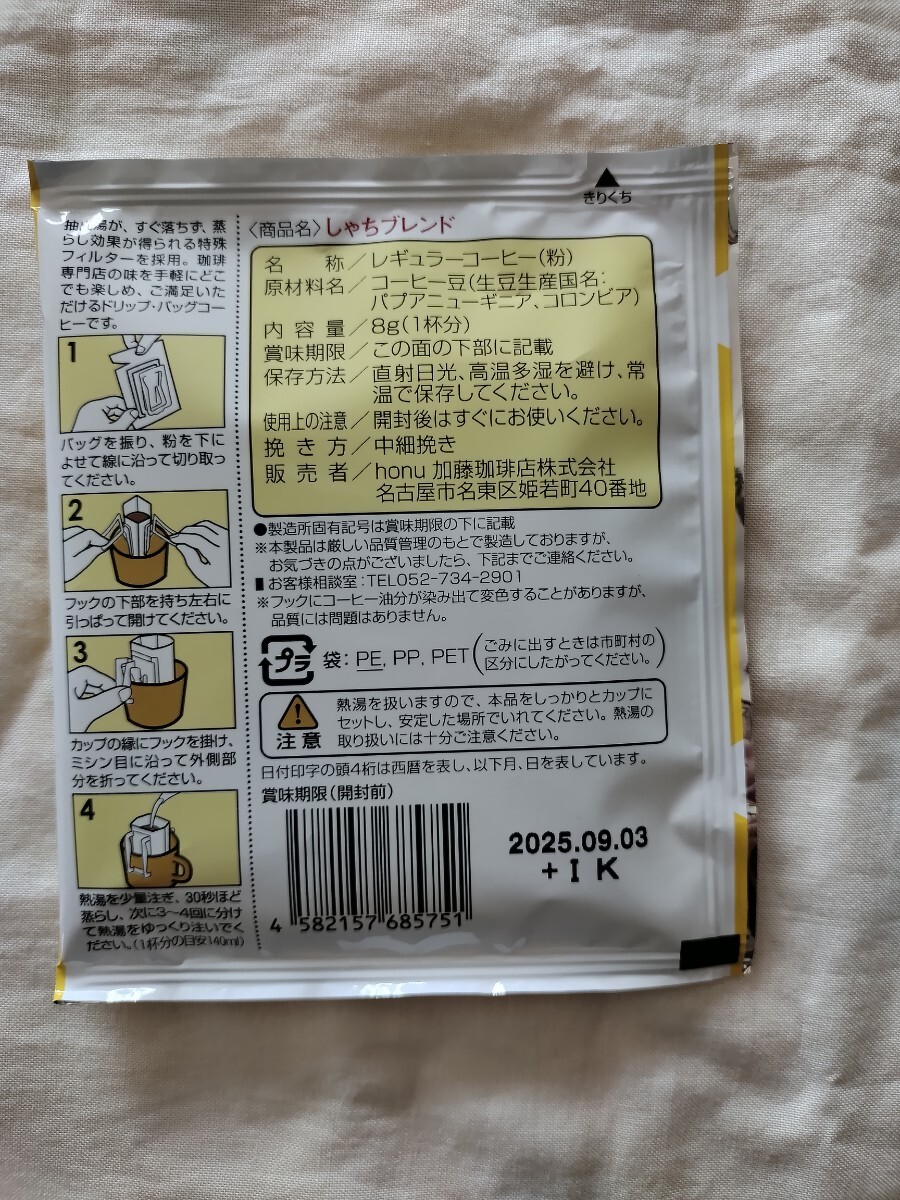 きりくち
抽出湯が、すぐ落ちず、蒸
らし効果が得られる特殊
フィルターを採用。珈琲
専門店の味を手軽にどこ
でも楽しめ、ご満足いた
だけるドリップ・バッグコー
ヒーです。
1
バッグを振り、粉を下に
よせて線に沿って切り取っ
てください。
2
フックの下部を持ち左右に
引っぱって開けてください。
3
カップの縁にフックを掛け、
ミシン目に沿って外側部
分を折ってください。
4
熱湯を少量注ぎ、30秒ほど
蒸らし、次に3〜4回に分け
て熱湯をゆっくり注いでく
ださい。(1杯分の目安140ml)
〈商品名〉しゃちブレンド
名称/レギュラーコーヒー(粉)
原材料名/コーヒー豆(生豆生産国名:
パプアニューギニア、コロンビア)
内容量/8g(1杯分)
賞味期限/この面の下部に記載
保存方法/直射日光、高温多湿を避け、常
温で保存してください。
使用上の注意/開封後はすぐにお使いください。
挽き方/中細挽き
販売者/honu 加藤珈琲店株式会社
名古屋市名東区姫若町40番地
●製造所固有記号は賞味期限の下に記載
※本製品は厳しい品質管理のもとで製造しておりますが、
お気づきの点がございましたら、下記までご連絡ください。
■お客様相談室:TEL052-734-2901
※フックにコーヒー油分が染み出て変色することがありますが、
品質には問題はありません。
プラ 袋: PE, PP, PET(ごみに出すときは市町村の
区分にしたがってください。)
注意
熱湯を扱いますので、本品をしっかりとカップに
セットし、安定した場所でいれてください。熱湯の
取り扱いには十分ご注意ください。
日付印字の頭4桁は西暦を表し、以下月、日を表しています。
賞味期限(開封前)
2025.09.03
+IK
4 582157 685751